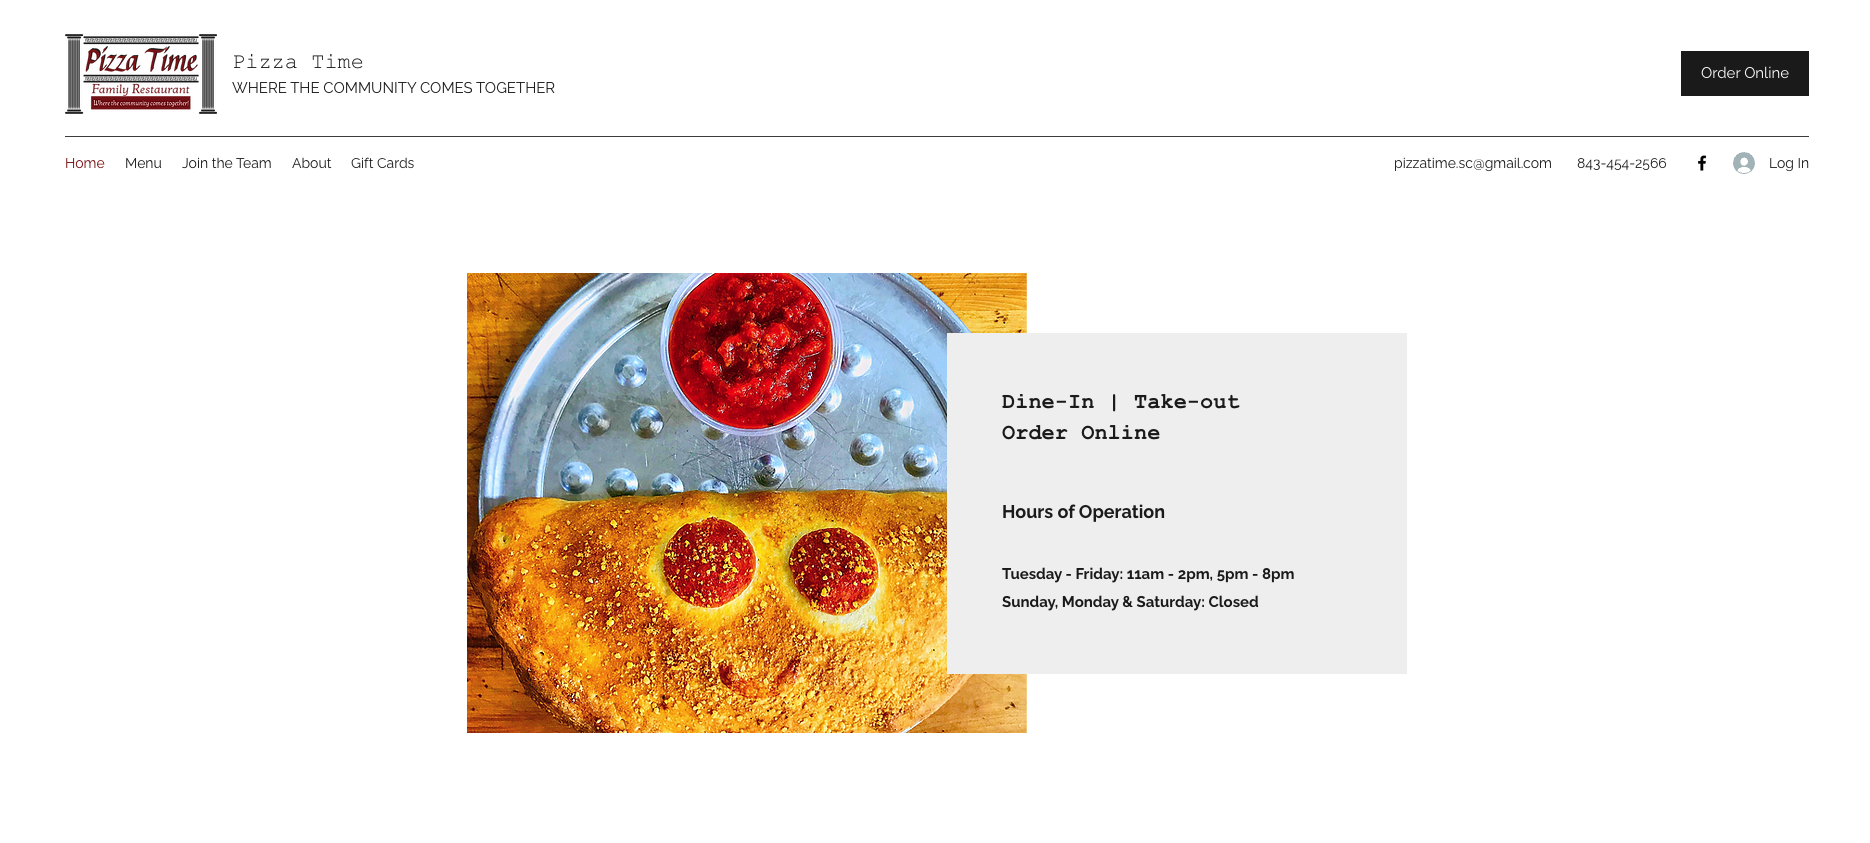 Pizza Time
Family Restaurant
Where the community comes together!
Pizza Time
WHERE THE COMMUNITY COMES TOGETHER
Order Online
Home Menu Join the Team About Gift Cards
pizzatime.sc@gmail.com 843-454-2566 Log In
Dine-In | Take-out
Order Online
Hours of Operation
Tuesday - Friday: 11am - 2pm, 5pm - 8pm
Sunday, Monday & Saturday: Closed